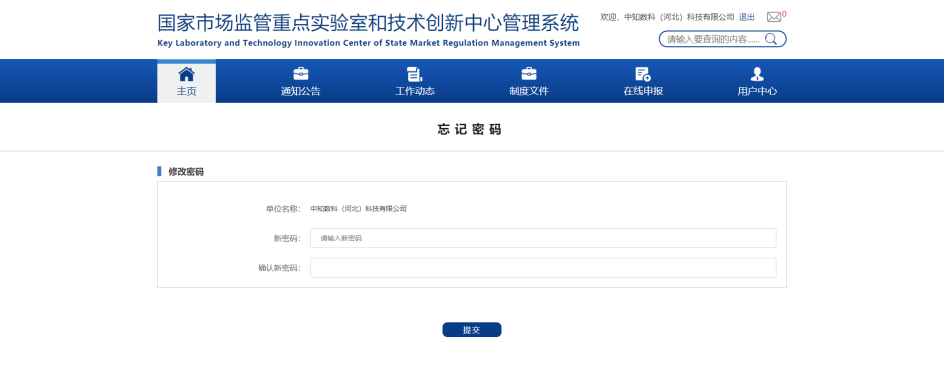 国家市场监管重点实验室和技术创新中心管理系统
Key Laboratory and Technology Innovation Center of State Market Regulation Management System
欢迎, 中知数科（河北）科技有限公司 退出 0
请输入要查询的内容......
主页 通知公告 工作动态 制度文件 在线申报 用户中心
忘记密码
修改密码
单位名称： 中知数科（河北）科技有限公司
新密码： 请输入新密码
确认新密码：
提交